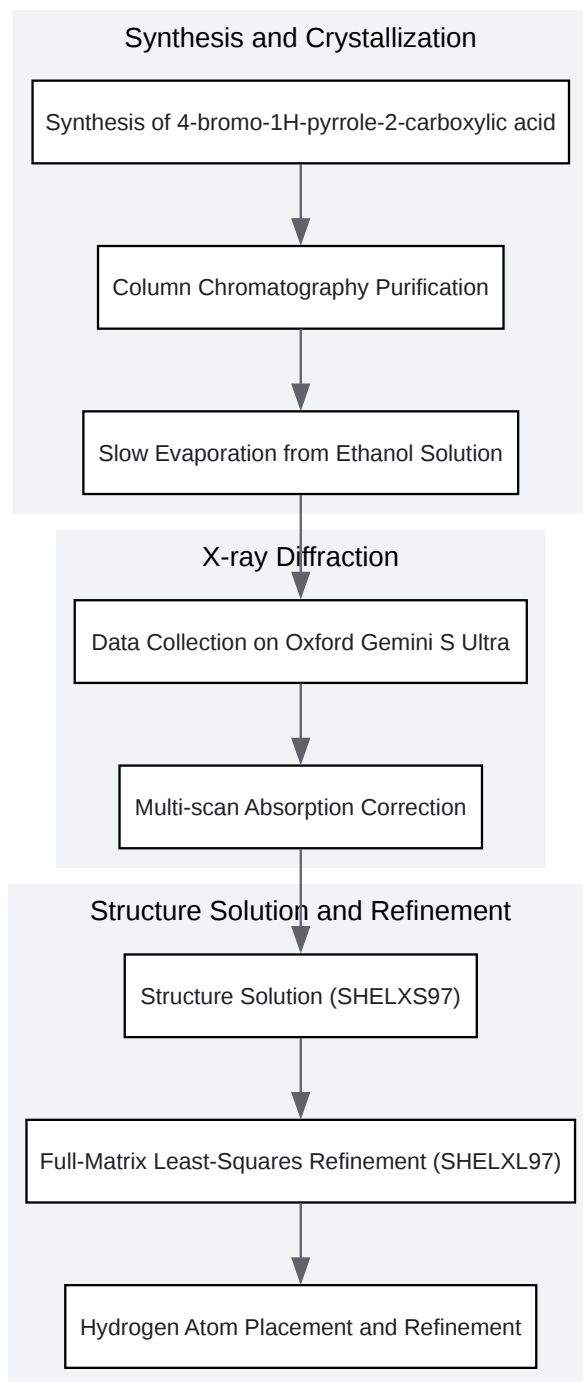 Synthesis and Crystallization
Synthesis of 4-bromo-1H-pyrrole-2-carboxylic acid
Column Chromatography Purification
Slow Evaporation from Ethanol Solution
X-ray Diffraction
Data Collection on Oxford Gemini S Ultra
Multi-scan Absorption Correction
Structure Solution and Refinement
Structure Solution (SHELXS97)
Full-Matrix Least-Squares Refinement (SHELXL97)
Hydrogen Atom Placement and Refinement